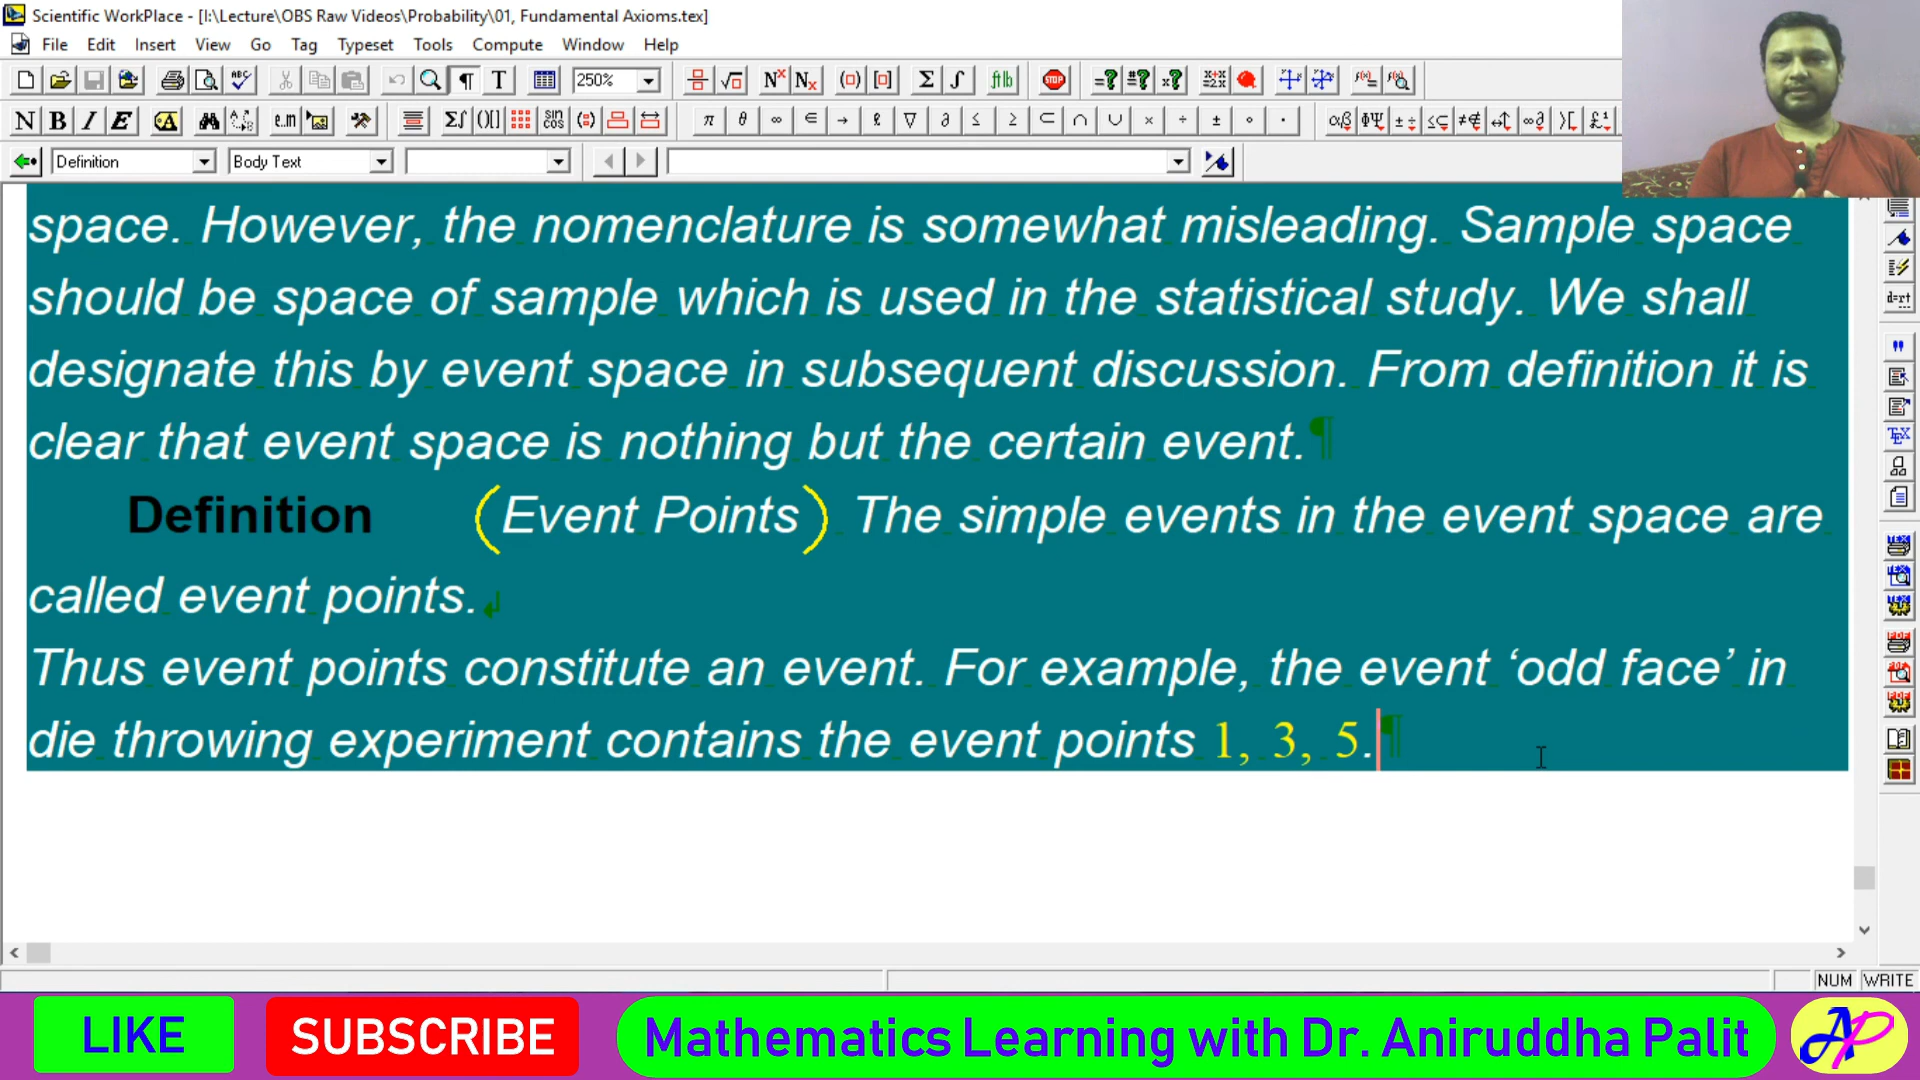 Scientific WorkPlace - [I:\Lecture\OBS Raw Videos\Probability\01, Fundamental Axioms.tex]
File Edit Insert View Go Tag Typeset Tools Compute Window Help
250%
Definition Body Text
space. However, the nomenclature is somewhat misleading. Sample space
should be space of sample which is used in the statistical study. We shall
designate this by event space in subsequent discussion. From definition it is
clear that event space is nothing but the certain event.¶
Definition (Event Points) The simple events in the event space are
called event points.↲
Thus event points constitute an event. For example, the event ‘odd face’ in
die throwing experiment contains the event points 1, 3, 5.¶
NUM WRITE
LIKE SUBSCRIBE Mathematics Learning with Dr. Aniruddha Palit AP